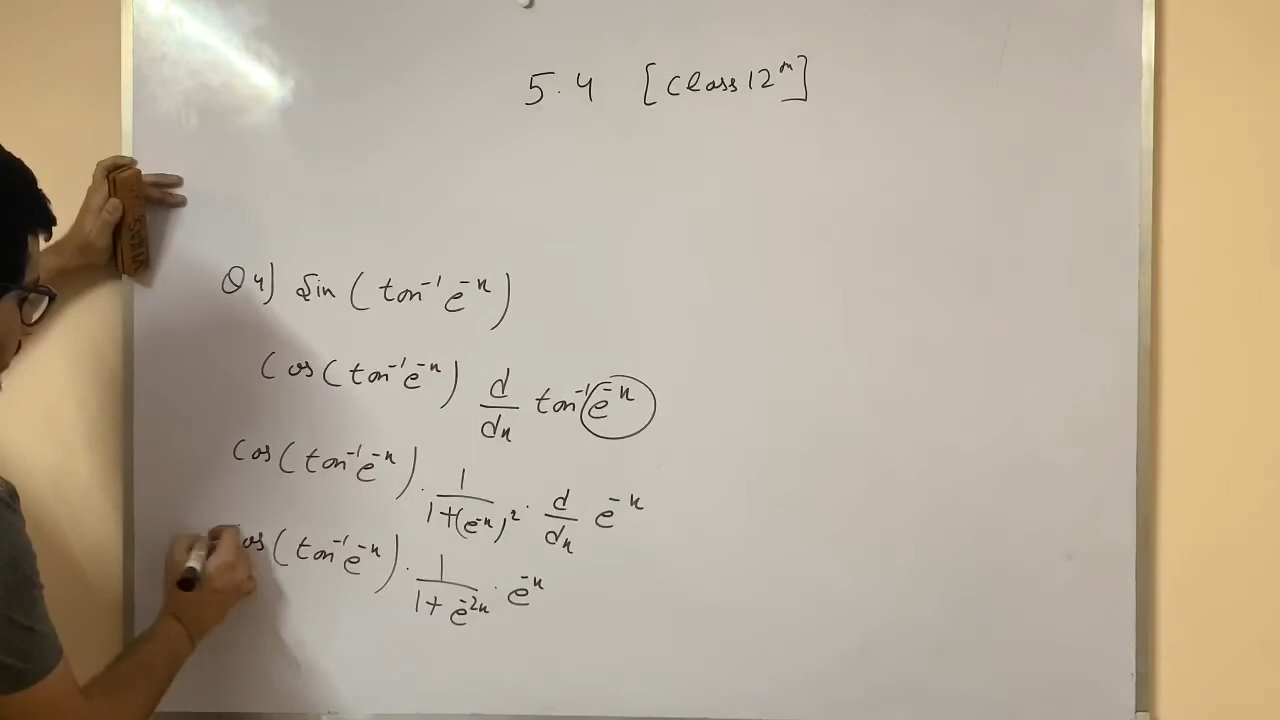 5.4 [Class 12th]
Q4) Sin (tan⁻¹ e⁻ˣ)
Cos (tan⁻¹ e⁻ˣ) d/dx tan⁻¹ e⁻ˣ
Cos (tan⁻¹ e⁻ˣ) . 1/1+(e⁻ˣ)² . d/dx e⁻ˣ
os (tan⁻¹ e⁻ˣ) . 1/1+e⁻²ˣ . e⁻ˣ